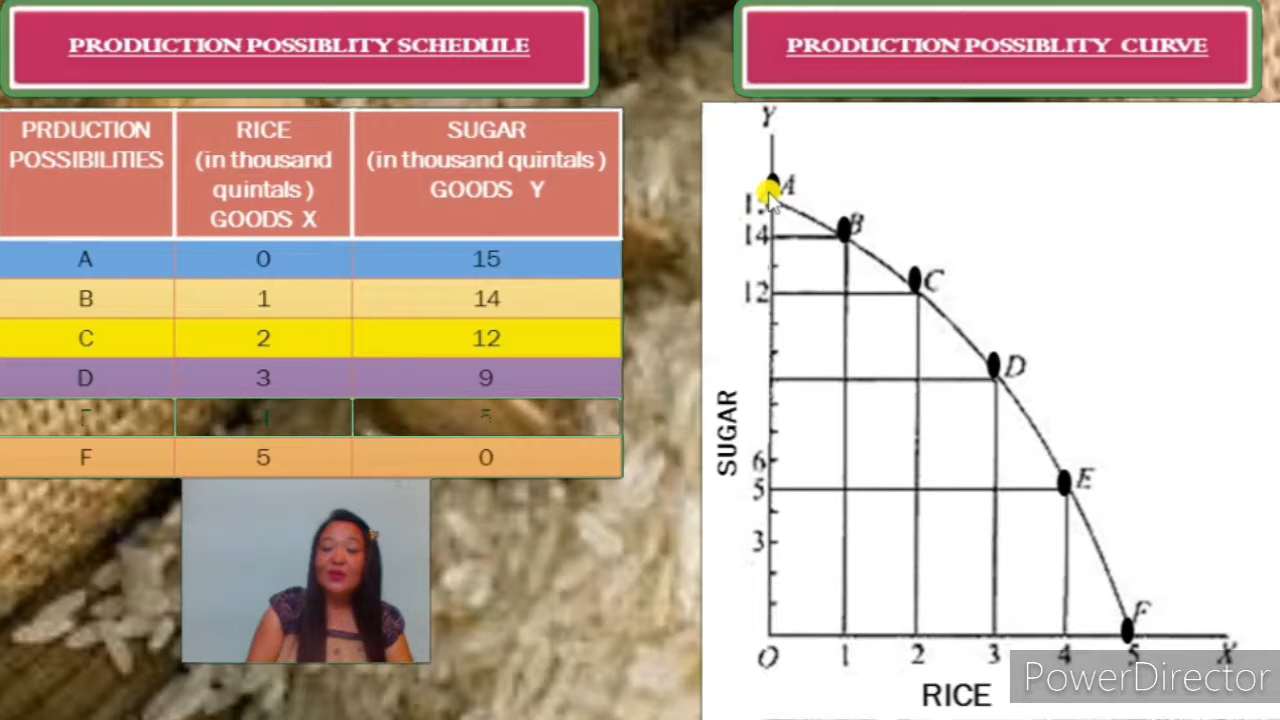 PRODUCTION POSSIBLITY SCHEDULE
PRODUCTION POSSIBLITY CURVE
PRDUCTION
POSSIBILITIES
RICE
(in thousand
quintals )
GOODS X
SUGAR
(in thousand quintals )
GOODS Y
A 0 15
B 1 14
C 2 12
D 3 9
F 5 0
Y
A
B
14
C
12
D
SUGAR
6
E
5
3
F
O 1 2 3 4 5 X
RICE
PowerDirector